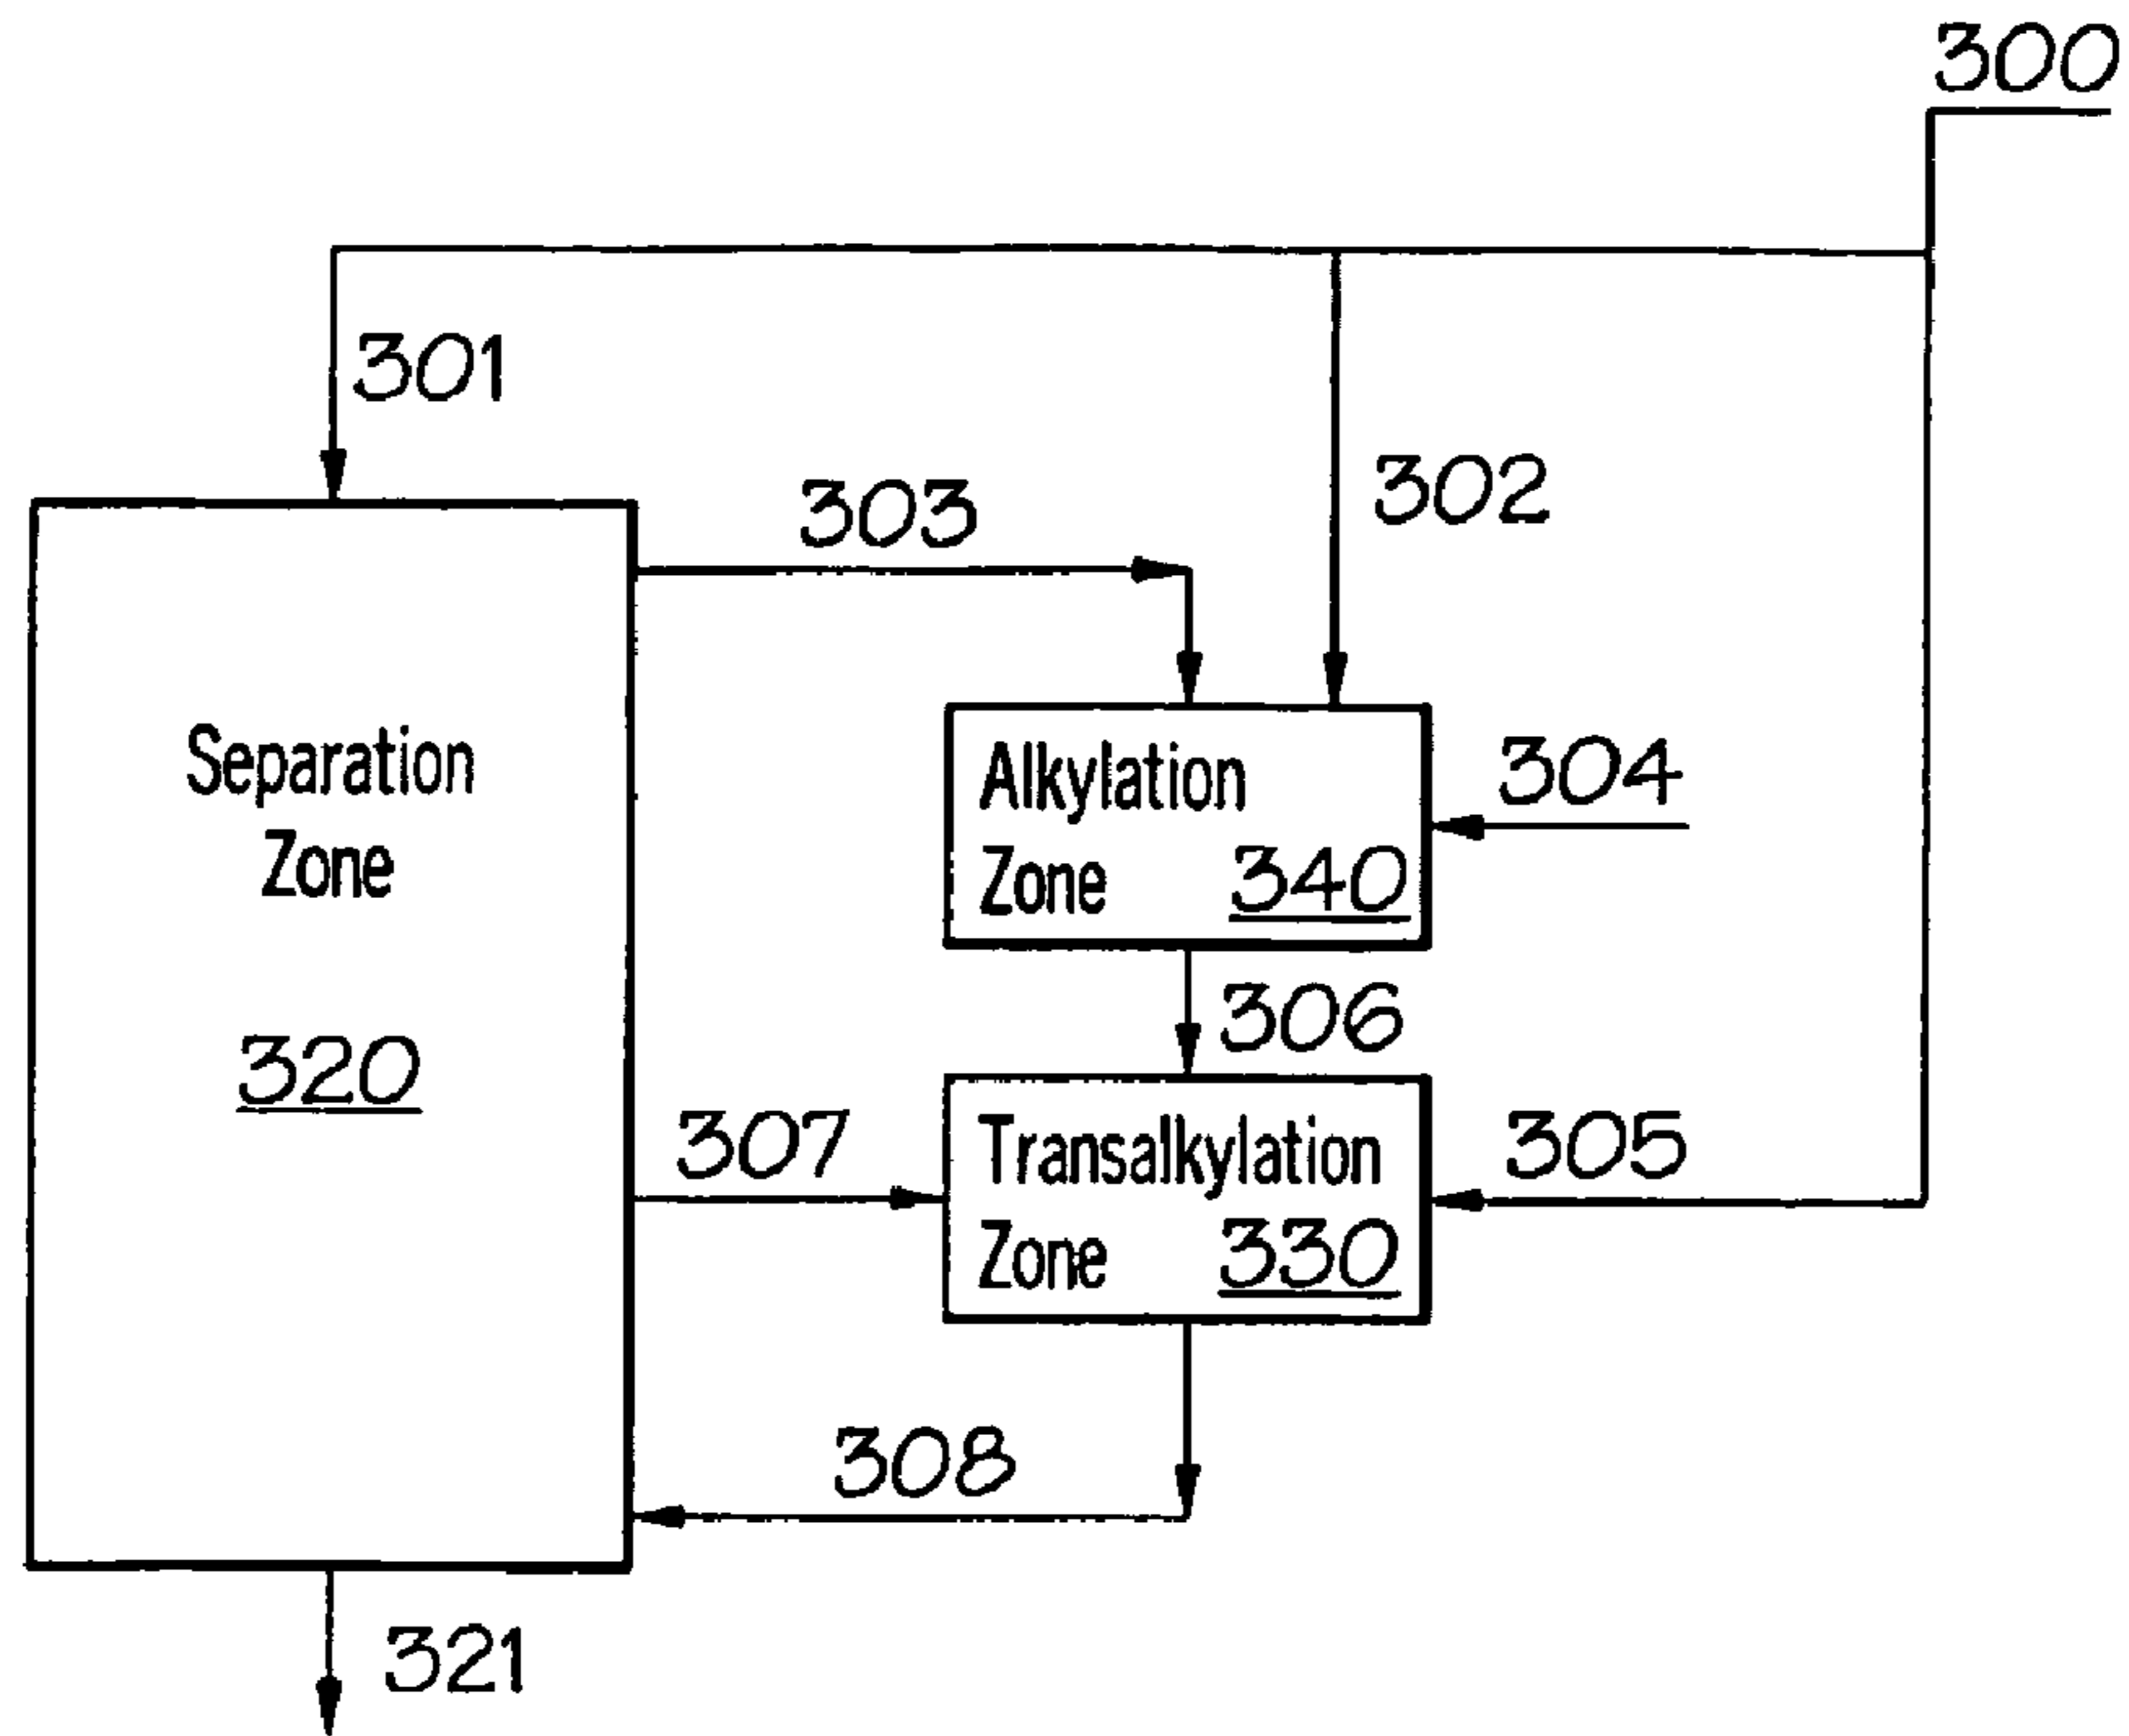 300
301
302
303
Separation
Zone
320
Alkylation
Zone 340
304
306
307
Transalkylation
Zone 330
305
308
321